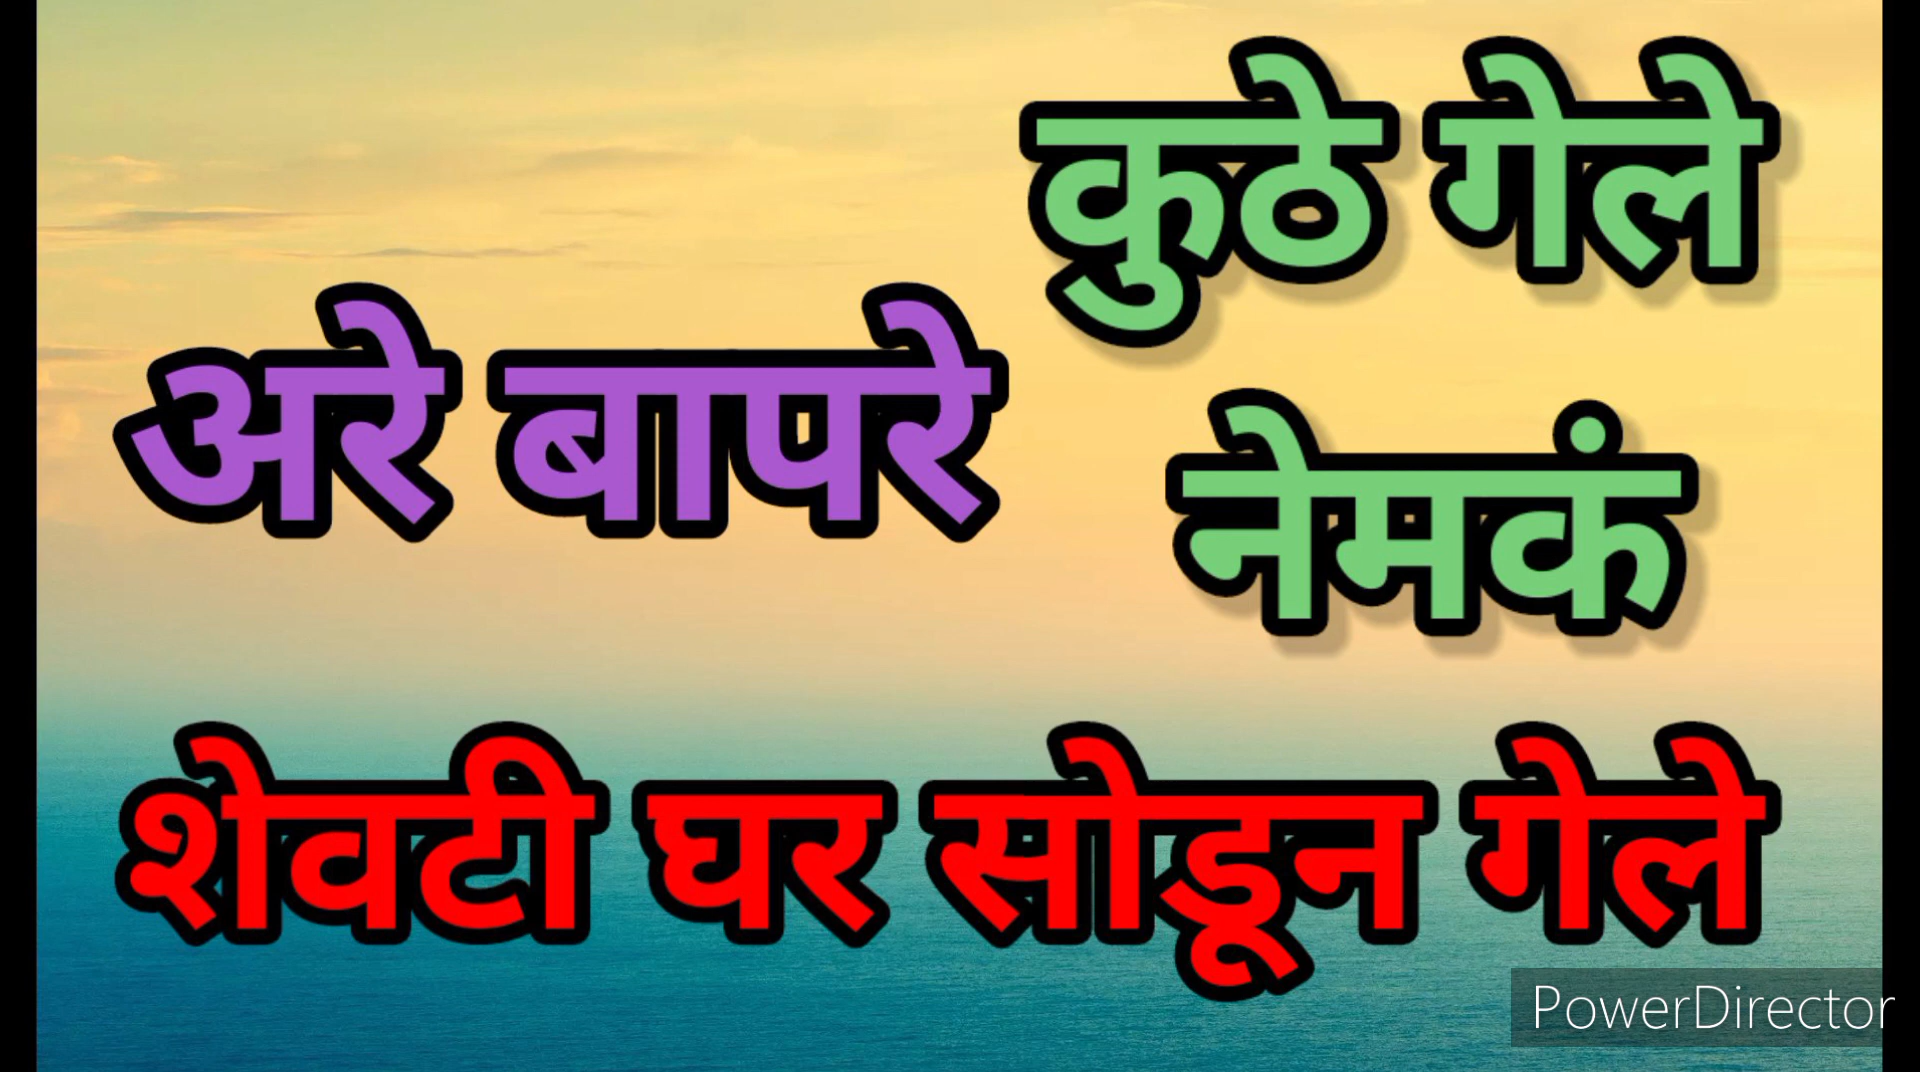 कुठे गेले
अरे बापरे
नेमकं
शेवटी घर सोडून गेले
PowerDirector